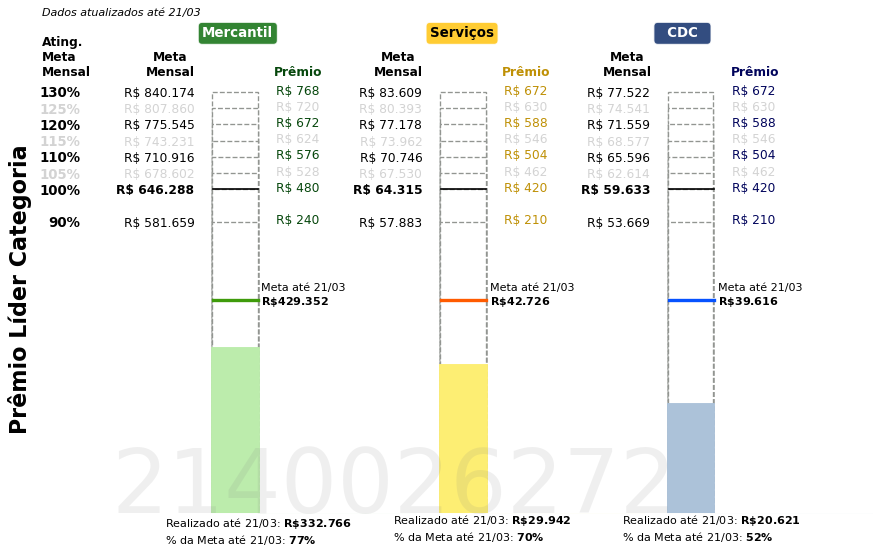 Dados atualizados até 21/03
Mercantil Serviços CDC
Ating. Meta Mensal
Meta Mensal Prêmio Meta Mensal Prêmio Meta Mensal Prêmio
130% R$ 840.174 R$ 768 R$ 83.609 R$ 672 R$ 77.522 R$ 672
125% R$ 807.860 R$ 720 R$ 80.393 R$ 630 R$ 74.541 R$ 630
120% R$ 775.545 R$ 672 R$ 77.178 R$ 588 R$ 71.559 R$ 588
115% R$ 743.231 R$ 624 R$ 73.962 R$ 546 R$ 68.577 R$ 546
110% R$ 710.916 R$ 576 R$ 70.746 R$ 504 R$ 65.596 R$ 504
105% R$ 678.602 R$ 528 R$ 67.530 R$ 462 R$ 62.614 R$ 462
100% R$ 646.288 R$ 480 R$ 64.315 R$ 420 R$ 59.633 R$ 420
90% R$ 581.659 R$ 240 R$ 57.883 R$ 210 R$ 53.669 R$ 210
Prêmio Líder Categoria
Meta até 21/03 Meta até 21/03 Meta até 21/03
R$429.352 R$42.726 R$39.616
2140026272
Realizado até 21/03: R$332.766 Realizado até 21/03: R$29.942 Realizado até 21/03: R$20.621
% da Meta até 21/03: 77% % da Meta até 21/03: 70% % da Meta até 21/03: 52%